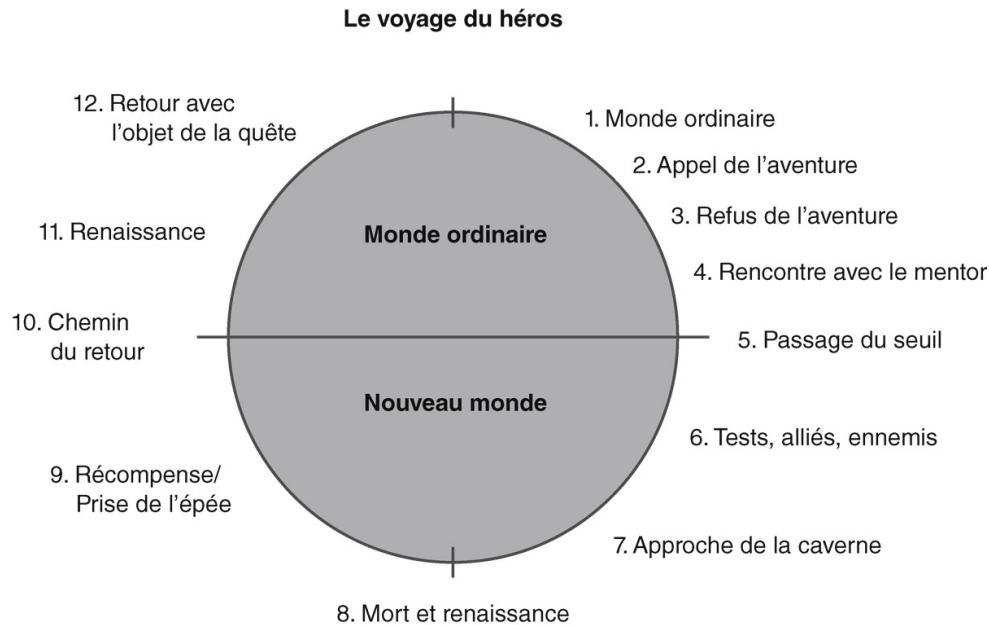 Le voyage du héros
12. Retour avec
l’objet de la quête
1. Monde ordinaire
2. Appel de l’aventure
3. Refus de l’aventure
11. Renaissance
Monde ordinaire
4. Rencontre avec le mentor
10. Chemin
du retour
5. Passage du seuil
Nouveau monde
6. Tests, alliés, ennemis
9. Récompense/
Prise de l’épée
7. Approche de la caverne
8. Mort et renaissance